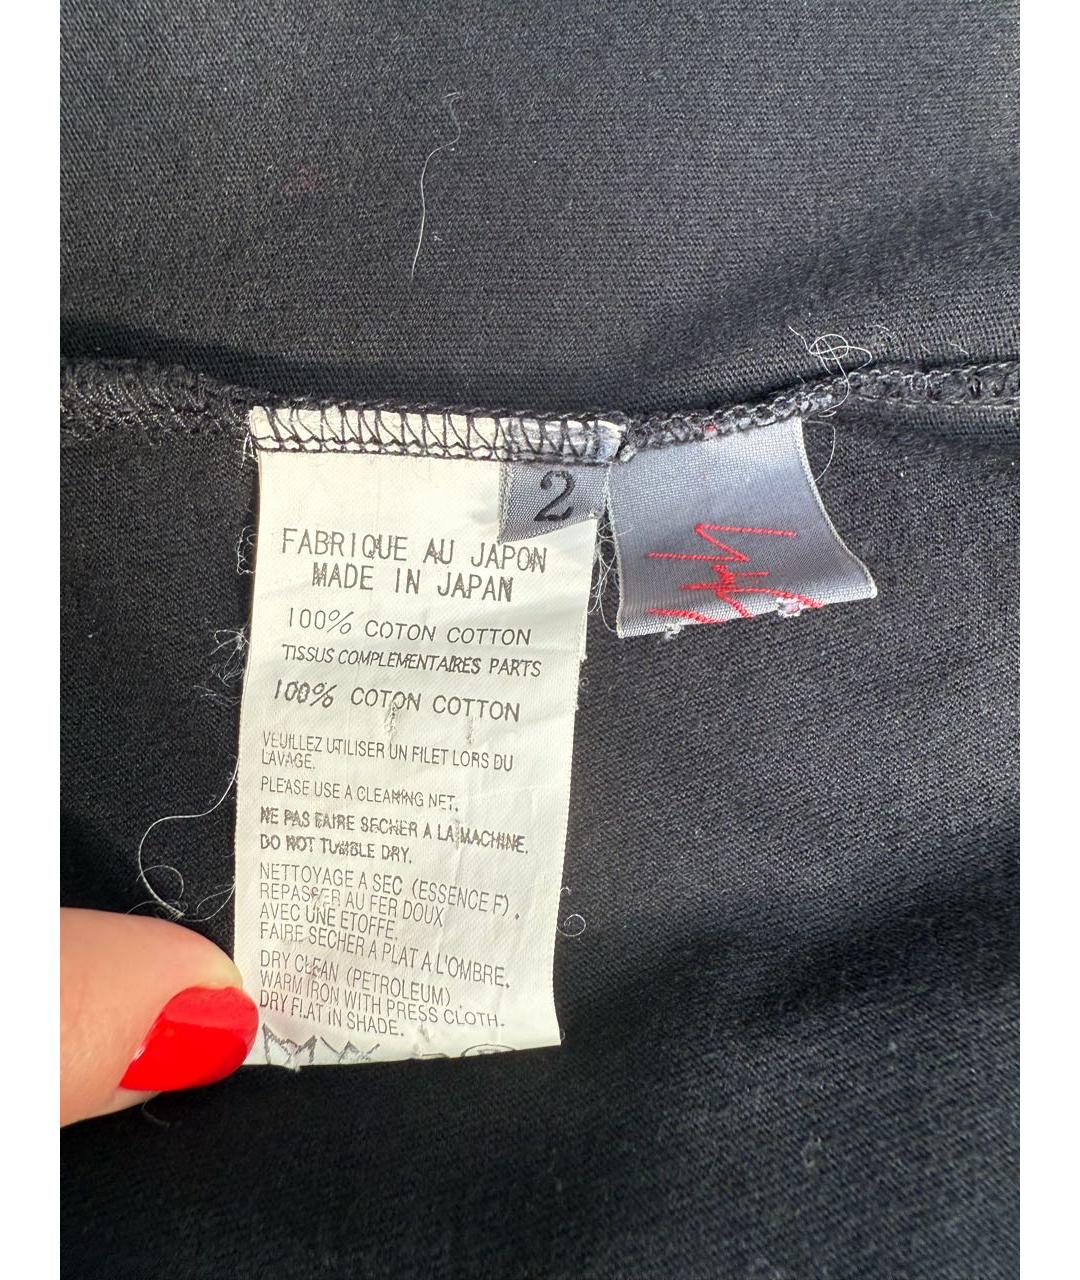 2
FABRIQUE AU JAPON
MADE IN JAPAN
100% COTON COTTON
TISSUS COMPLEMENTAIRES PARTS
100% COTON COTTON
VEUILLEZ UTILISER UN FILET LORS DU
LAVAGE.
PLEASE USE A CLEANING NET.
NE PAS FAIRE SECHER A LA MACHINE.
DO NOT TUMBLE DRY.
NETTOYAGE A SEC (ESSENCE F).
REPASSER AU FER DOUX
AVEC UNE ETOFFE.
FAIRE SECHER A PLAT A L'OMBRE.
DRY CLEAN (PETROLEUM).
WARM IRON WITH PRESS CLOTH.
DRY FLAT IN SHADE.